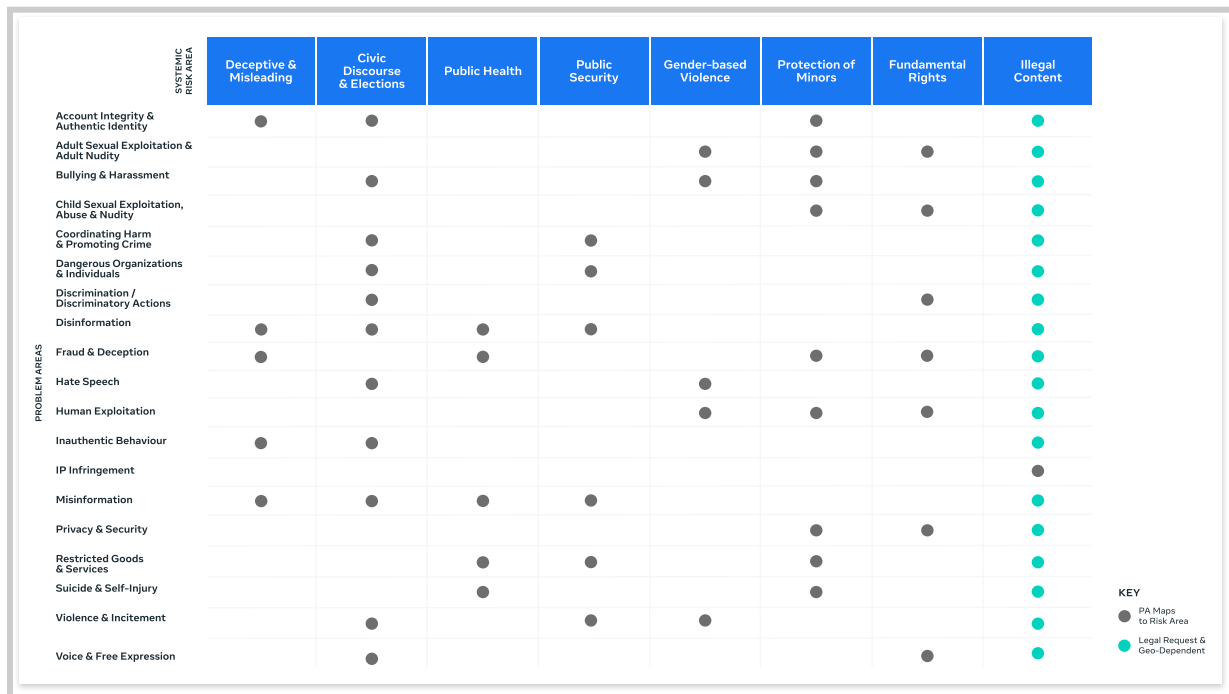 SYSTEMIC
RISK AREA
Deceptive &
Misleading
Civic
Discourse
& Elections
Public Health
Public
Security
Gender-based
Violence
Protection of
Minors
Fundamental
Rights
Illegal
Content
PROBLEM AREAS
Account Integrity &
Authentic Identity
Adult Sexual Exploitation &
Adult Nudity
Bullying & Harassment
Child Sexual Exploitation,
Abuse & Nudity
Coordinating Harm
& Promoting Crime
Dangerous Organizations
& Individuals
Discrimination /
Discriminatory Actions
Disinformation
Fraud & Deception
Hate Speech
Human Exploitation
Inauthentic Behaviour
IP Infringement
Misinformation
Privacy & Security
Restricted Goods
& Services
Suicide & Self-Injury
Violence & Incitement
Voice & Free Expression
KEY
PA Maps
to Risk Area
Legal Request &
Geo-Dependent